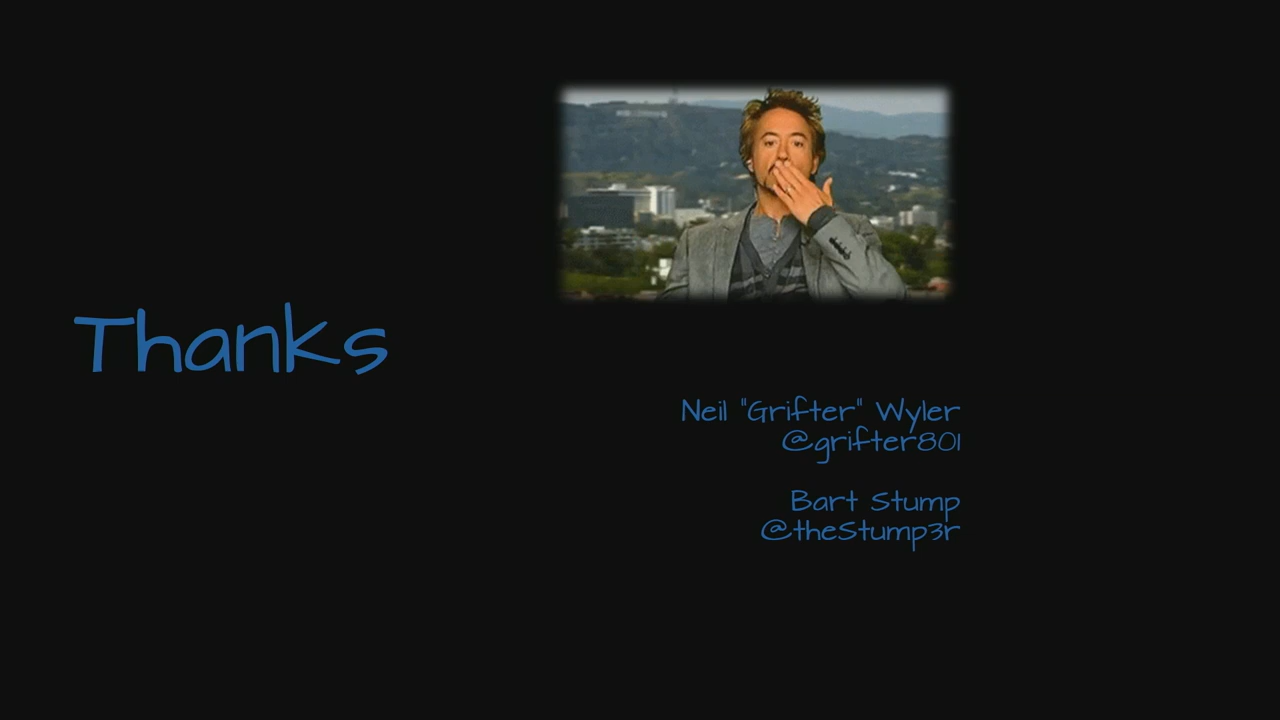 Thanks
Neil "Grifter" Wyler
@grifter801
Bart Stump
@theStump3r